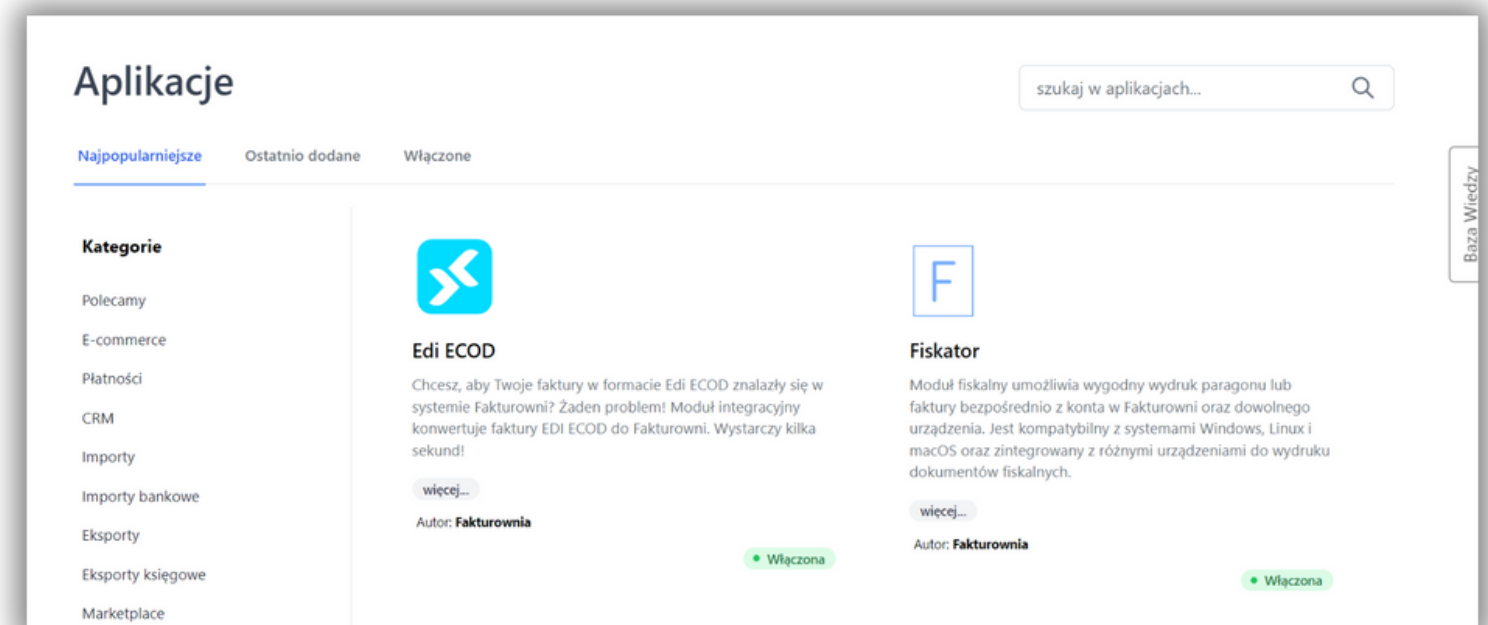 Aplikacje
szukaj w aplikacjach...
Najpopularniejsze
Ostatnio dodane
Włączone
Baza Wiedzy
Kategorie
Polecamy
E-commerce
Płatności
CRM
Importy
Importy bankowe
Eksporty
Eksporty księgowe
Marketplace
Edi ECOD
Chcesz, aby Twoje faktury w formacie Edi ECOD znalazły się w
systemie Fakturowni? Żaden problem! Moduł integracyjny
konwertuje faktury EDI ECOD do Fakturowni. Wystarczy kilka
sekund!
więcej...
Autor: Fakturownia
Włączona
F
Fiskator
Moduł fiskalny umożliwia wygodny wydruk paragonu lub
faktury bezpośrednio z konta w Fakturowni oraz dowolnego
urządzenia. Jest kompatybilny z systemami Windows, Linux i
macOS oraz zintegrowany z różnymi urządzeniami do wydruku
dokumentów fiskalnych.
więcej...
Autor: Fakturownia
Włączona